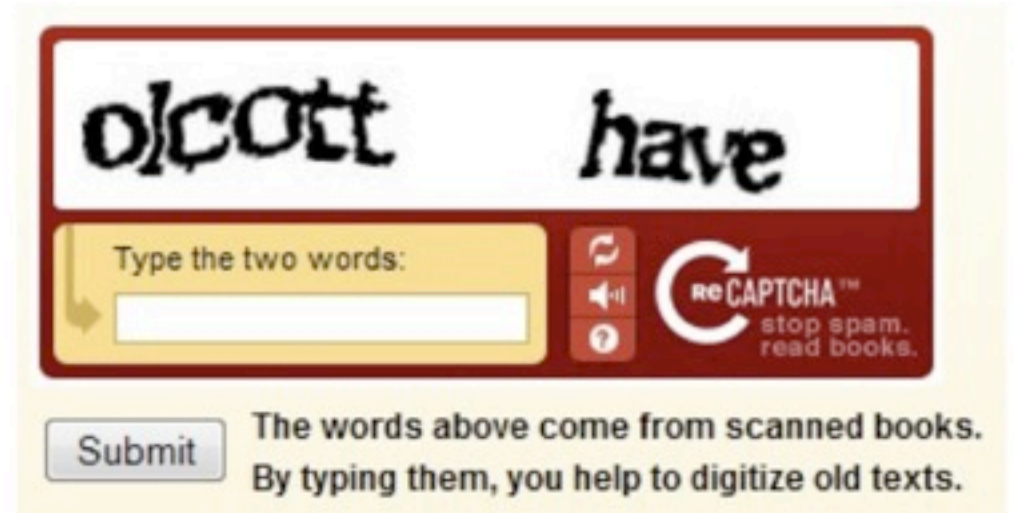 olcott have
Type the two words:
reCAPTCHA™
stop spam.
read books.
Submit
The words above come from scanned books.
By typing them, you help to digitize old texts.